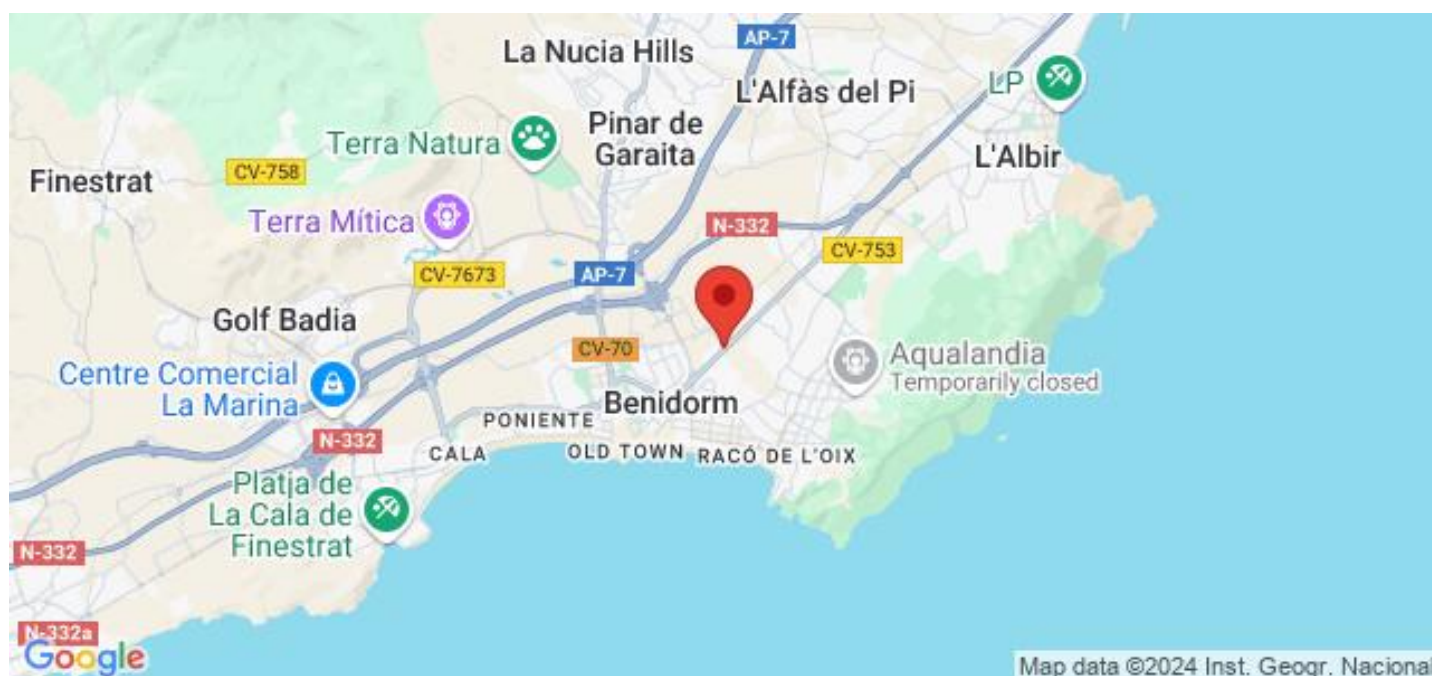 AP-7
La Nucia Hills
L'Alfàs del Pi
LP
Terra Natura
Pinar de
Garaita
L'Albir
Finestrat
CV-758
Terra Mítica
N-332
CV-753
CV-7673
AP-7
Golf Badia
CV-70
Centre Comercial
La Marina
Aqualandia
Temporarily closed
Benidorm
PONIENTE
N-332
CALA
OLD TOWN
RACÓ DE L'OIX
Platja de
La Cala de
Finestrat
N-332
N-332a
Google
Map data ©2024 Inst. Geogr. Nacional